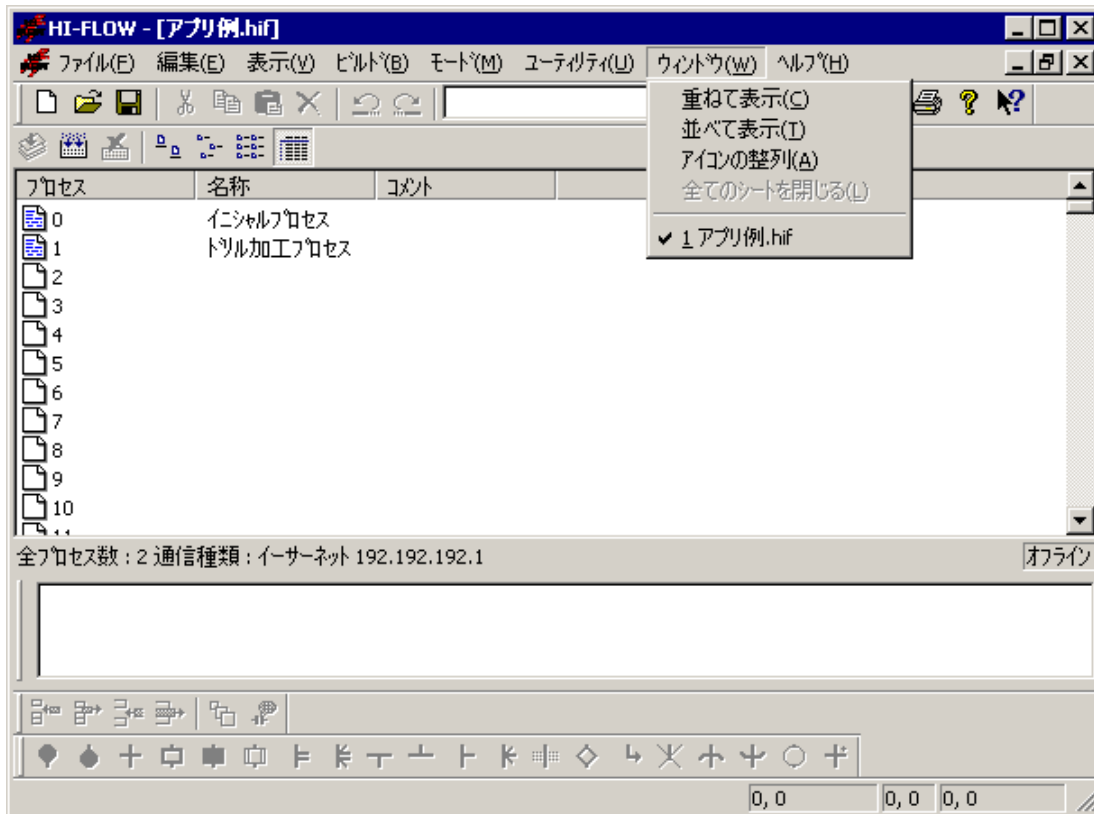 HI-FLOW - [アプリ例.hif]
ファイル(F) 編集(E) 表示(V) ビルド(B) モード(M) ユーティリティ(U) ウィンドウ(W) ヘルプ(H)
重ねて表示(C)
並べて表示(T)
アイコンの整列(A)
全てのシートを閉じる(L)
✔ 1 アプリ例.hif
プロセス 名称 コメント
0 イニシャルプロセス
1 ドリル加工プロセス
2
3
4
5
6
7
8
9
10
11
全プロセス数 : 2 通信種類 : イーサーネット 192.192.192.1 オフライン
0, 0 0, 0 0, 0